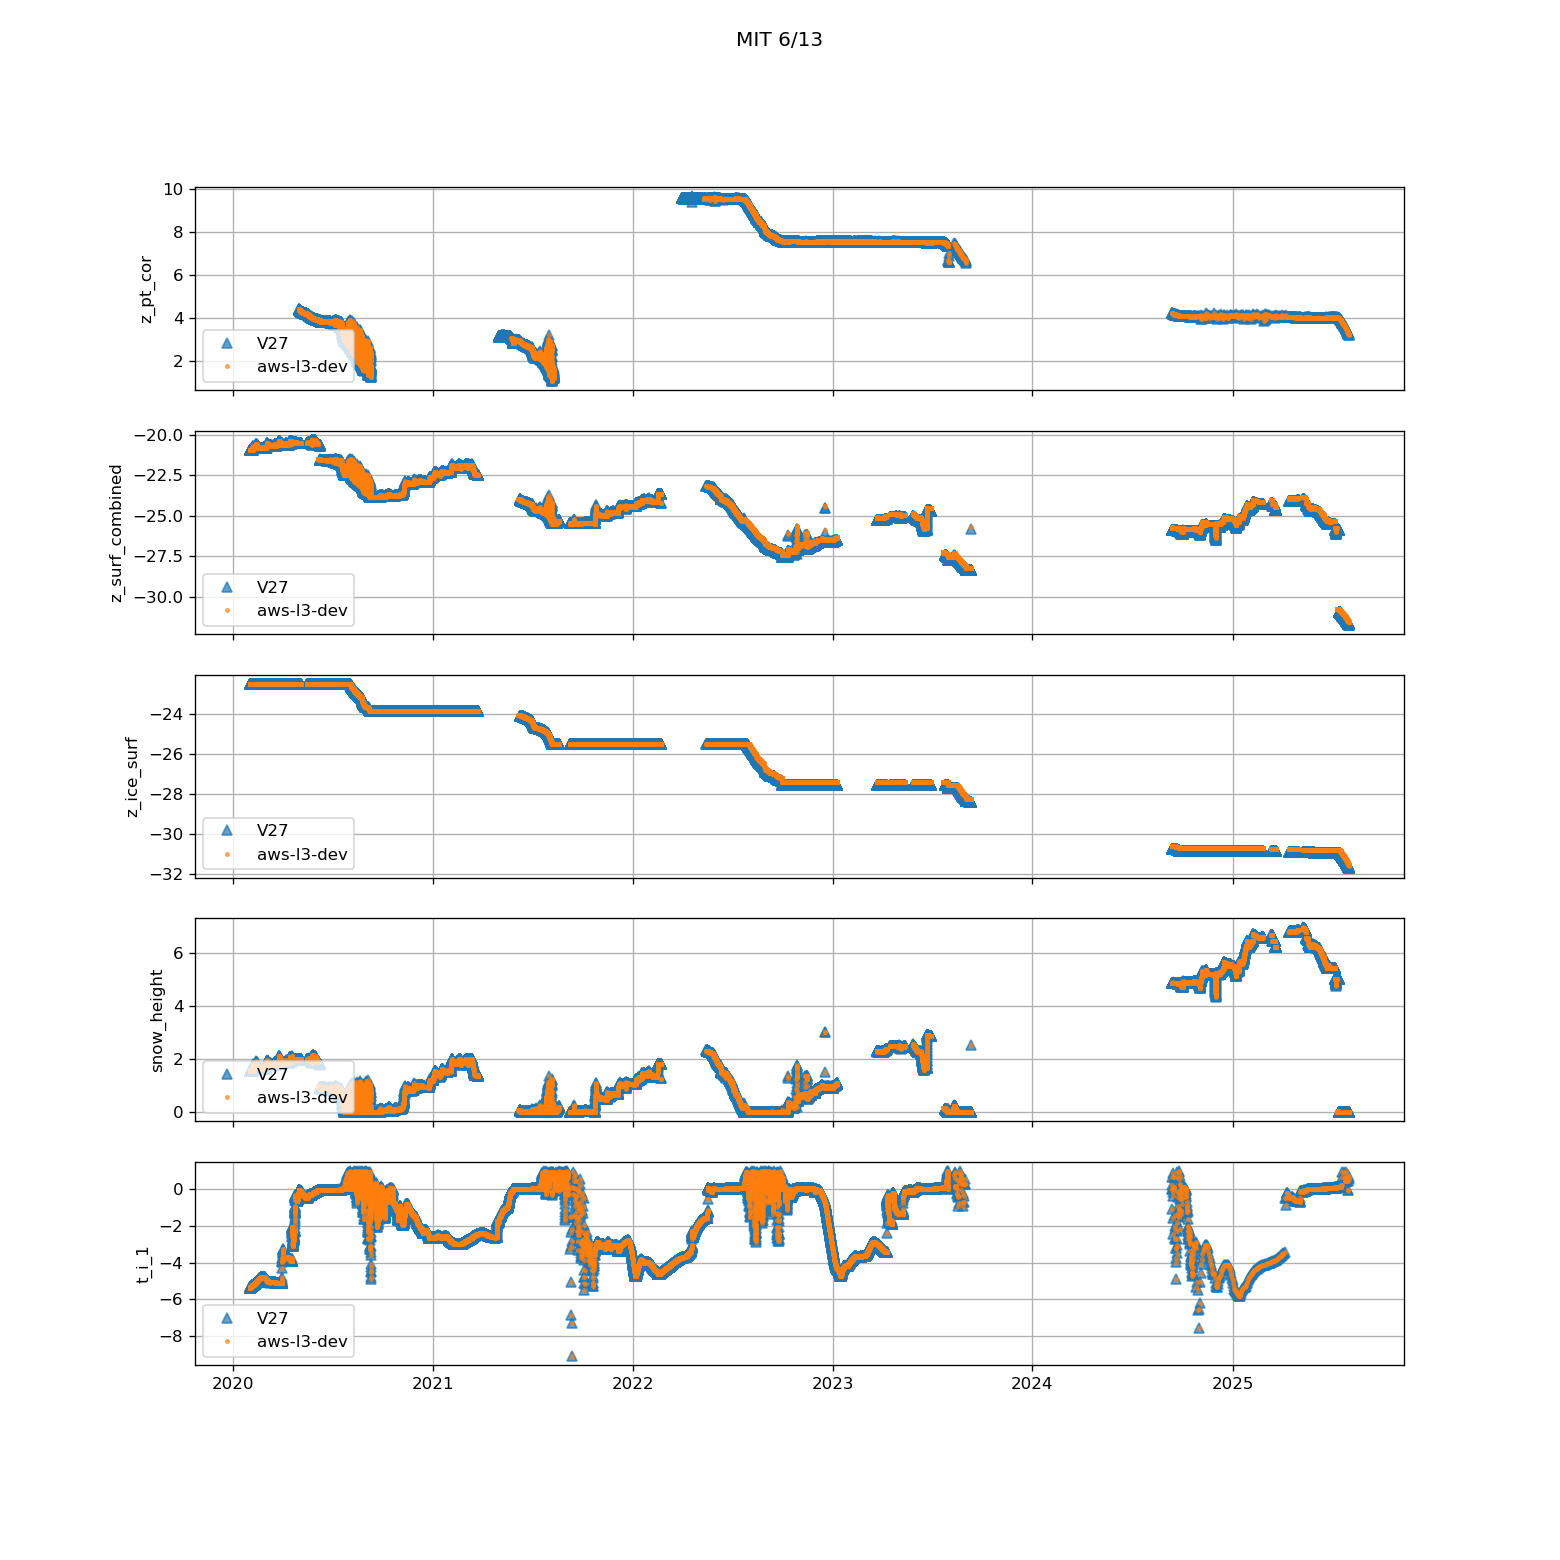 MIT 6/13
z_pt_cor
10
8
6
4
2
V27
aws-l3-dev
z_surf_combined
−20.0
−22.5
−25.0
−27.5
−30.0
V27
aws-l3-dev
z_ice_surf
−24
−26
−28
−30
−32
V27
aws-l3-dev
snow_height
6
4
2
0
V27
aws-l3-dev
t_i_1
0
−2
−4
−6
−8
V27
aws-l3-dev
2020 2021 2022 2023 2024 2025